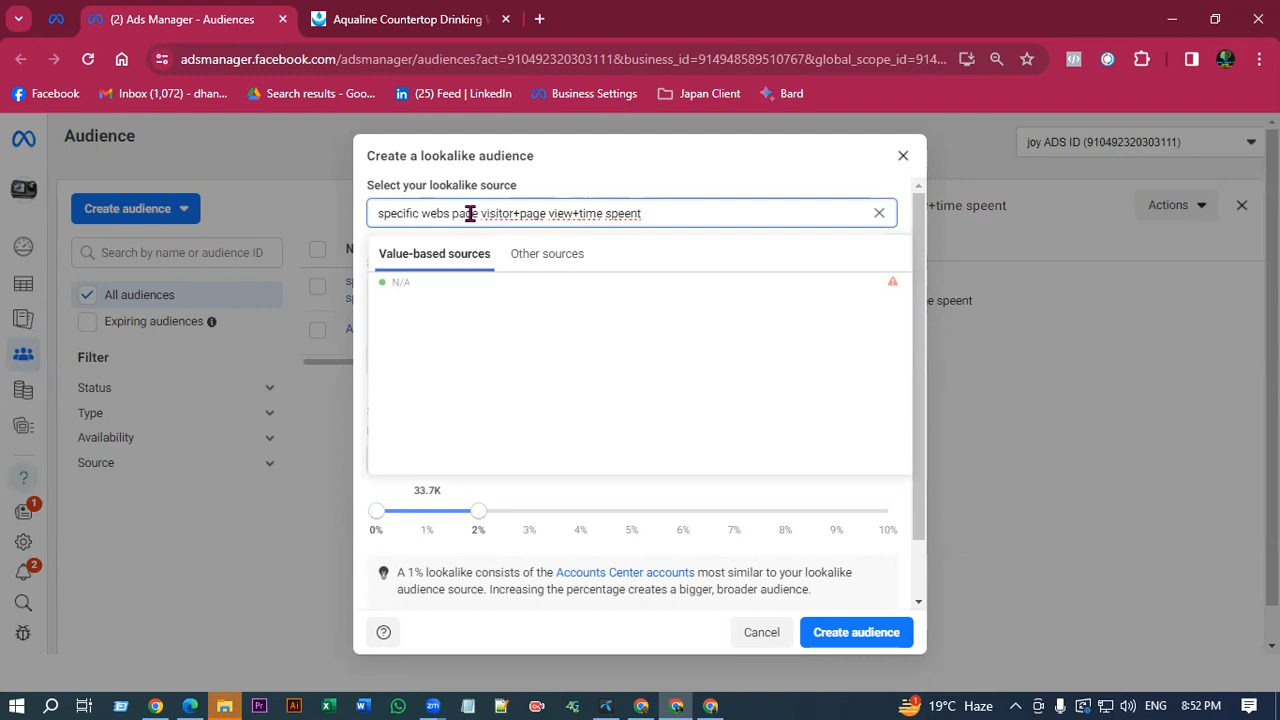 (2) Ads Manager - Audiences
Aqualine Countertop Drinking
adsmanager.facebook.com/adsmanager/audiences?act=910492320303111&business_id=914948589510767&global_scope_id=914...
Facebook
Inbox (1,072) - dhan...
Search results - Goo...
(25) Feed | LinkedIn
Business Settings
Japan Client
Bard
Audience
joy ADS ID (910492320303111)
Create audience
Search by name or audience ID
All audiences
Expiring audiences
Filter
Status
Type
Availability
Source
N
sp
sp
A
Create a lookalike audience
Select your lookalike source
specific webs page visitor+page view+time speent
Value-based sources
Other sources
N/A
33.7K
0% 1% 2% 3% 4% 5% 6% 7% 8% 9% 10%
A 1% lookalike consists of the Accounts Center accounts most similar to your lookalike
audience source. Increasing the percentage creates a bigger, broader audience.
Cancel
Create audience
me speent
Actions
ne speent
1
2
19°C Haze
ENG
8:52 PM